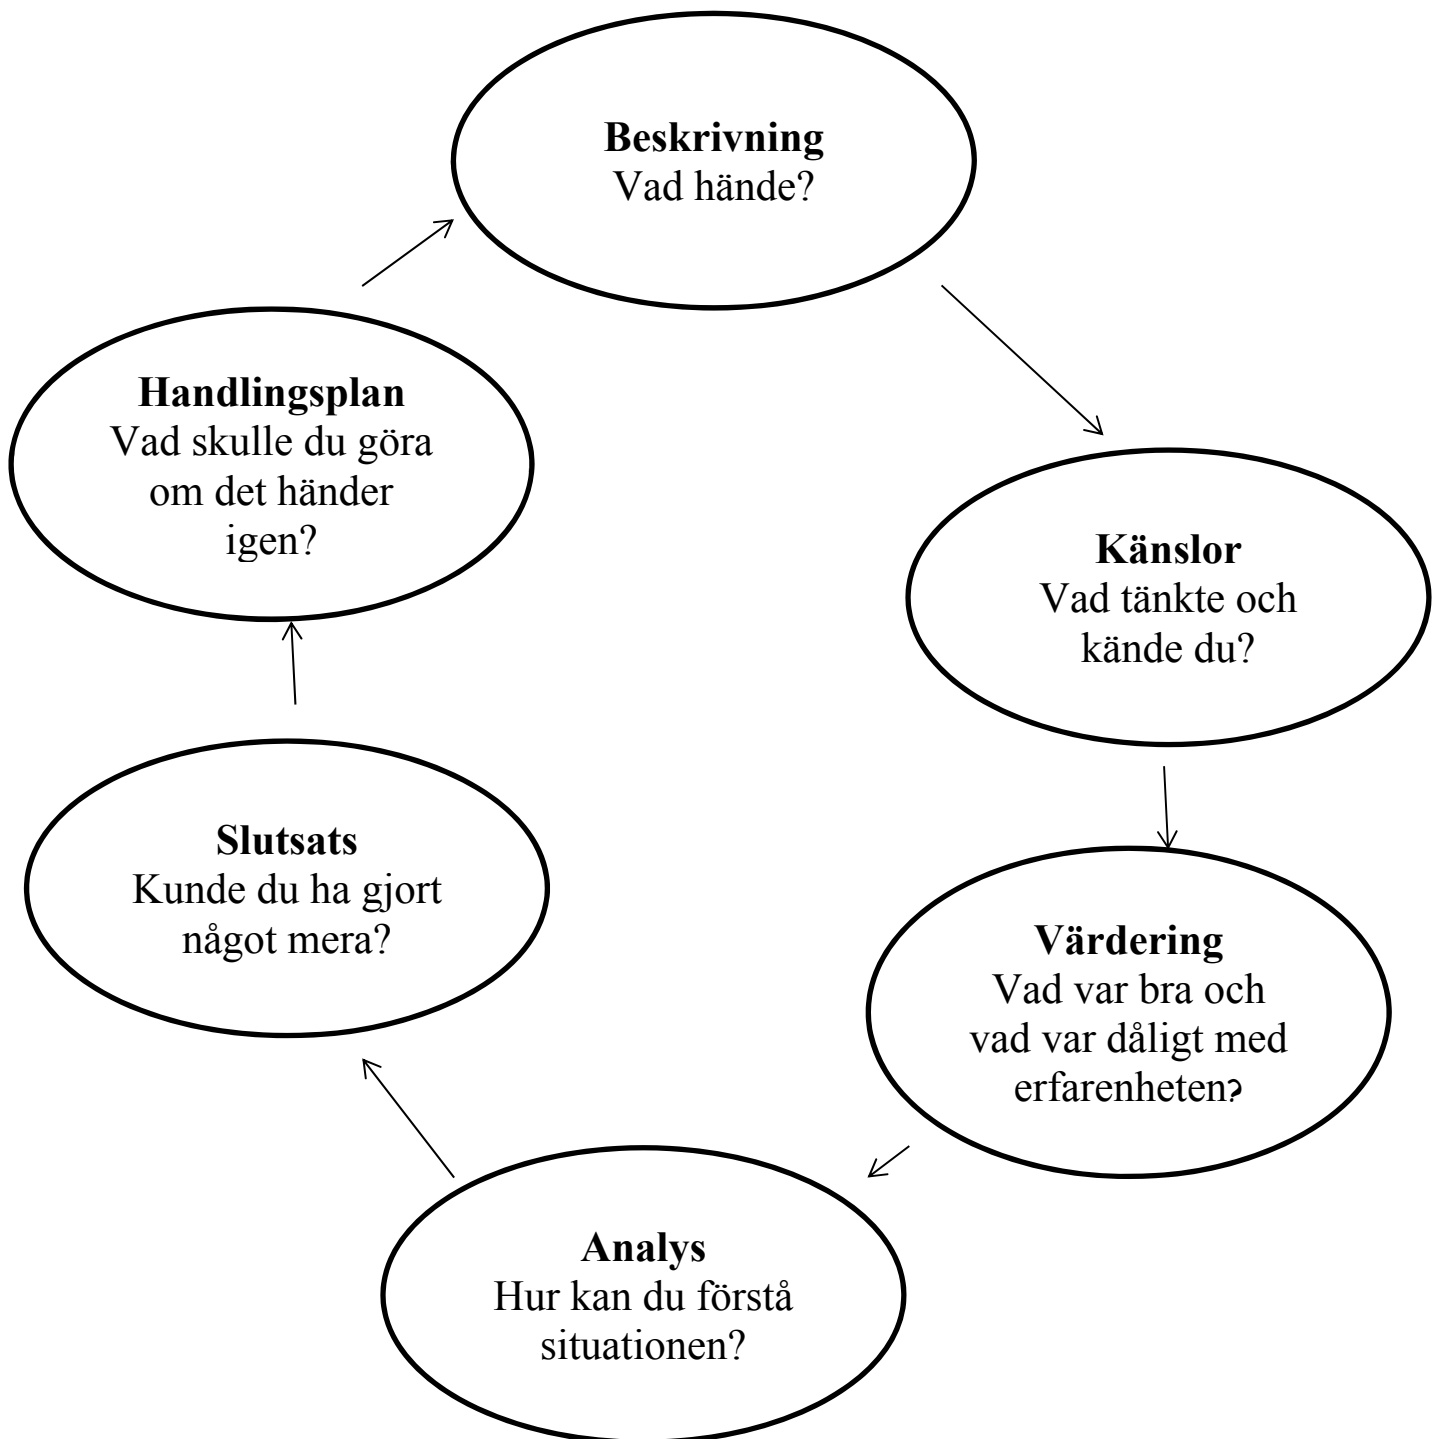 Beskrivning
Vad hände?
Känslor
Vad tänkte och
kände du?
Värdering
Vad var bra och
vad var dåligt med
erfarenheten?
Analys
Hur kan du förstå
situationen?
Slutsats
Kunde du ha gjort
något mera?
Handlingsplan
Vad skulle du göra
om det händer
igen?